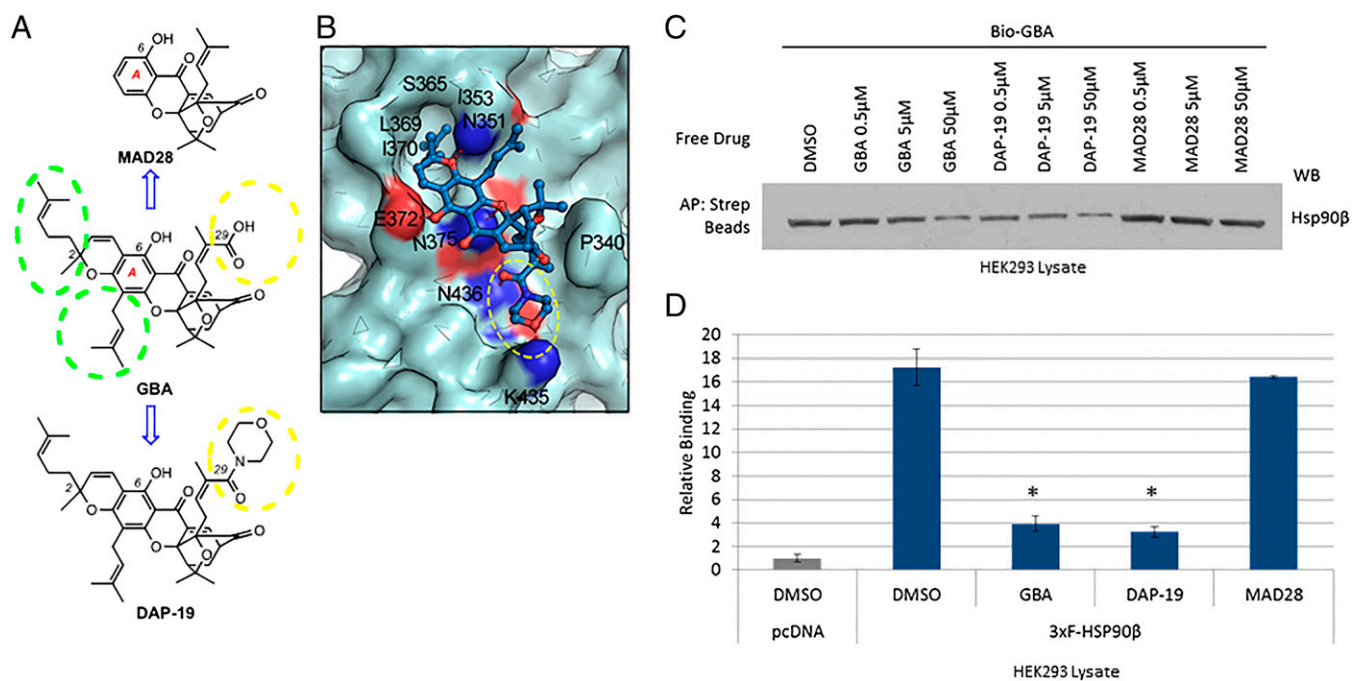 A
6
OH
O
A
O
O
O
MAD28
2
O
6
OH
A
O
O
29
OH
O
O
O
GBA
2
O
6
OH
O
O
O
N
29
O
O
O
DAP-19
B
S365
I353
N351
L369
I370
E372
N375
P340
N436
K435
C
Bio-GBA
Free Drug
DMSO
GBA 0.5µM
GBA 5µM
GBA 50µM
DAP-19 0.5µM
DAP-19 5µM
DAP-19 50µM
MAD28 0.5µM
MAD28 5µM
MAD28 50µM
WB
AP: Strep
Beads
Hsp90β
HEK293 Lysate
D
Relative Binding
20
18
16
14
12
10
8
6
4
2
0
*
*
DMSO DMSO GBA DAP-19 MAD28
pcDNA 3xF-HSP90β
HEK293 Lysate